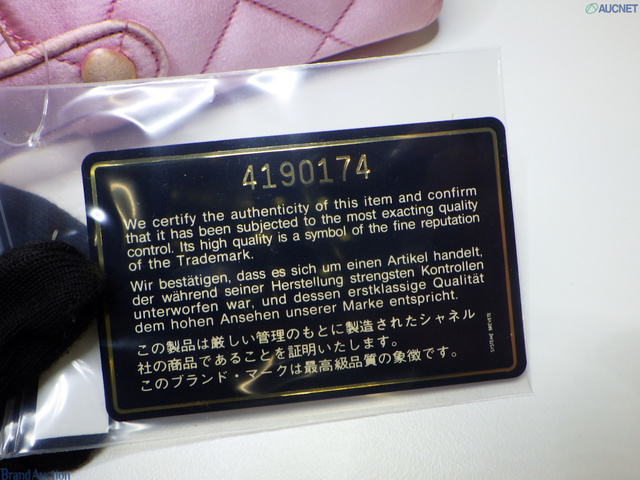 AUCNET
4190174
We certify the authenticity of this item and confirm
that it has been subjected to the most exacting quality
control. Its high quality is a symbol of the fine reputation
of the Trademark.
Wir bestätigen, dass es sich um einen Artikel handelt,
der während seiner Herstellung strengsten Kontrollen
unterworfen war, und dessen erstklassige Qualität
dem hohen Ansehen unserer Marke entspricht.
この製品は厳しい管理のもとに製造されたシャネル
社の商品であることを証明いたします。
このブランド・マークは最高級品質の象徴です。
Brand Auction